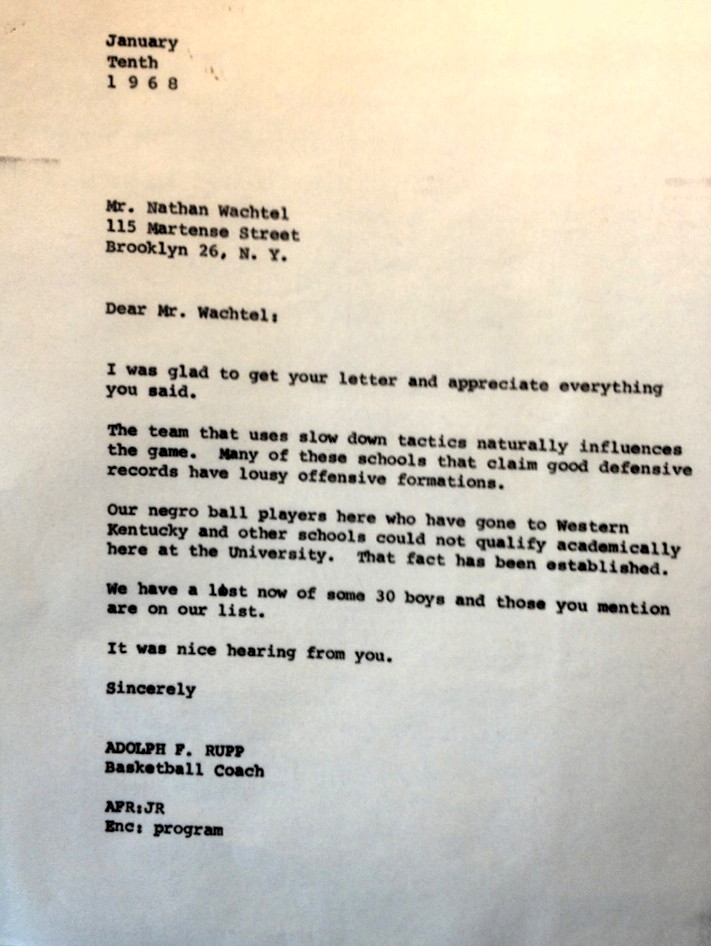 January
Tenth
1 9 6 8
Mr. Nathan Wachtel
115 Martense Street
Brooklyn 26, N. Y.
Dear Mr. Wachtel:
I was glad to get your letter and appreciate everything
you said.
The team that uses slow down tactics naturally influences
the game. Many of these schools that claim good defensive
records have lousy offensive formations.
Our negro ball players here who have gone to Western
Kentucky and other schools could not qualify academically
here at the University. That fact has been established.
We have a list now of some 30 boys and those you mention
are on our list.
It was nice hearing from you.
Sincerely
ADOLPH F. RUPP
Basketball Coach
AFR:JR
Enc: program